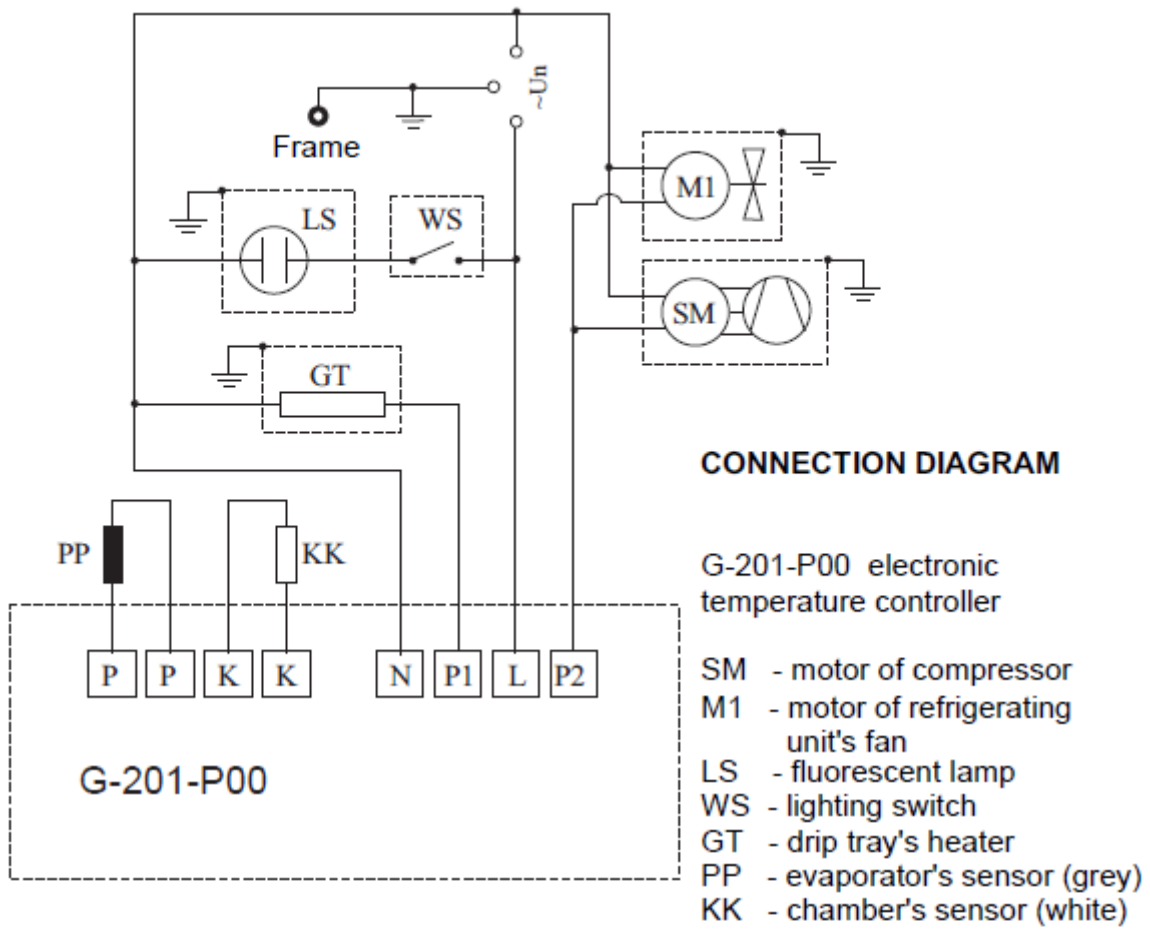 ~Un
Frame
M1
LS
WS
SM
GT
CONNECTION DIAGRAM
PP
KK
G-201-P00 electronic
temperature controller
P P K K N P1 L P2
SM - motor of compressor
M1 - motor of refrigerating
unit's fan
G-201-P00
LS - fluorescent lamp
WS - lighting switch
GT - drip tray's heater
PP - evaporator's sensor (grey)
KK - chamber's sensor (white)